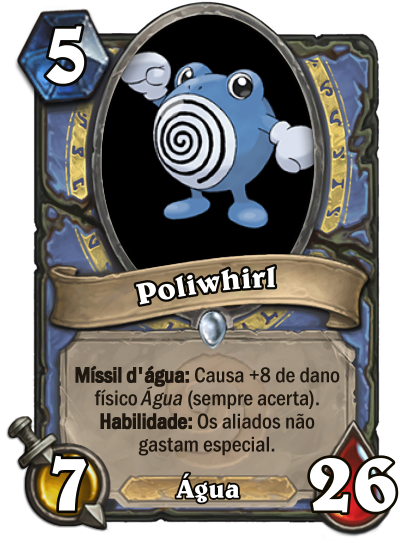 5
Poliwhirl
Míssil d'água: Causa +8 de dano
físico Água (sempre acerta).
Habilidade: Os aliados não
gastam especial.
7
Água
26